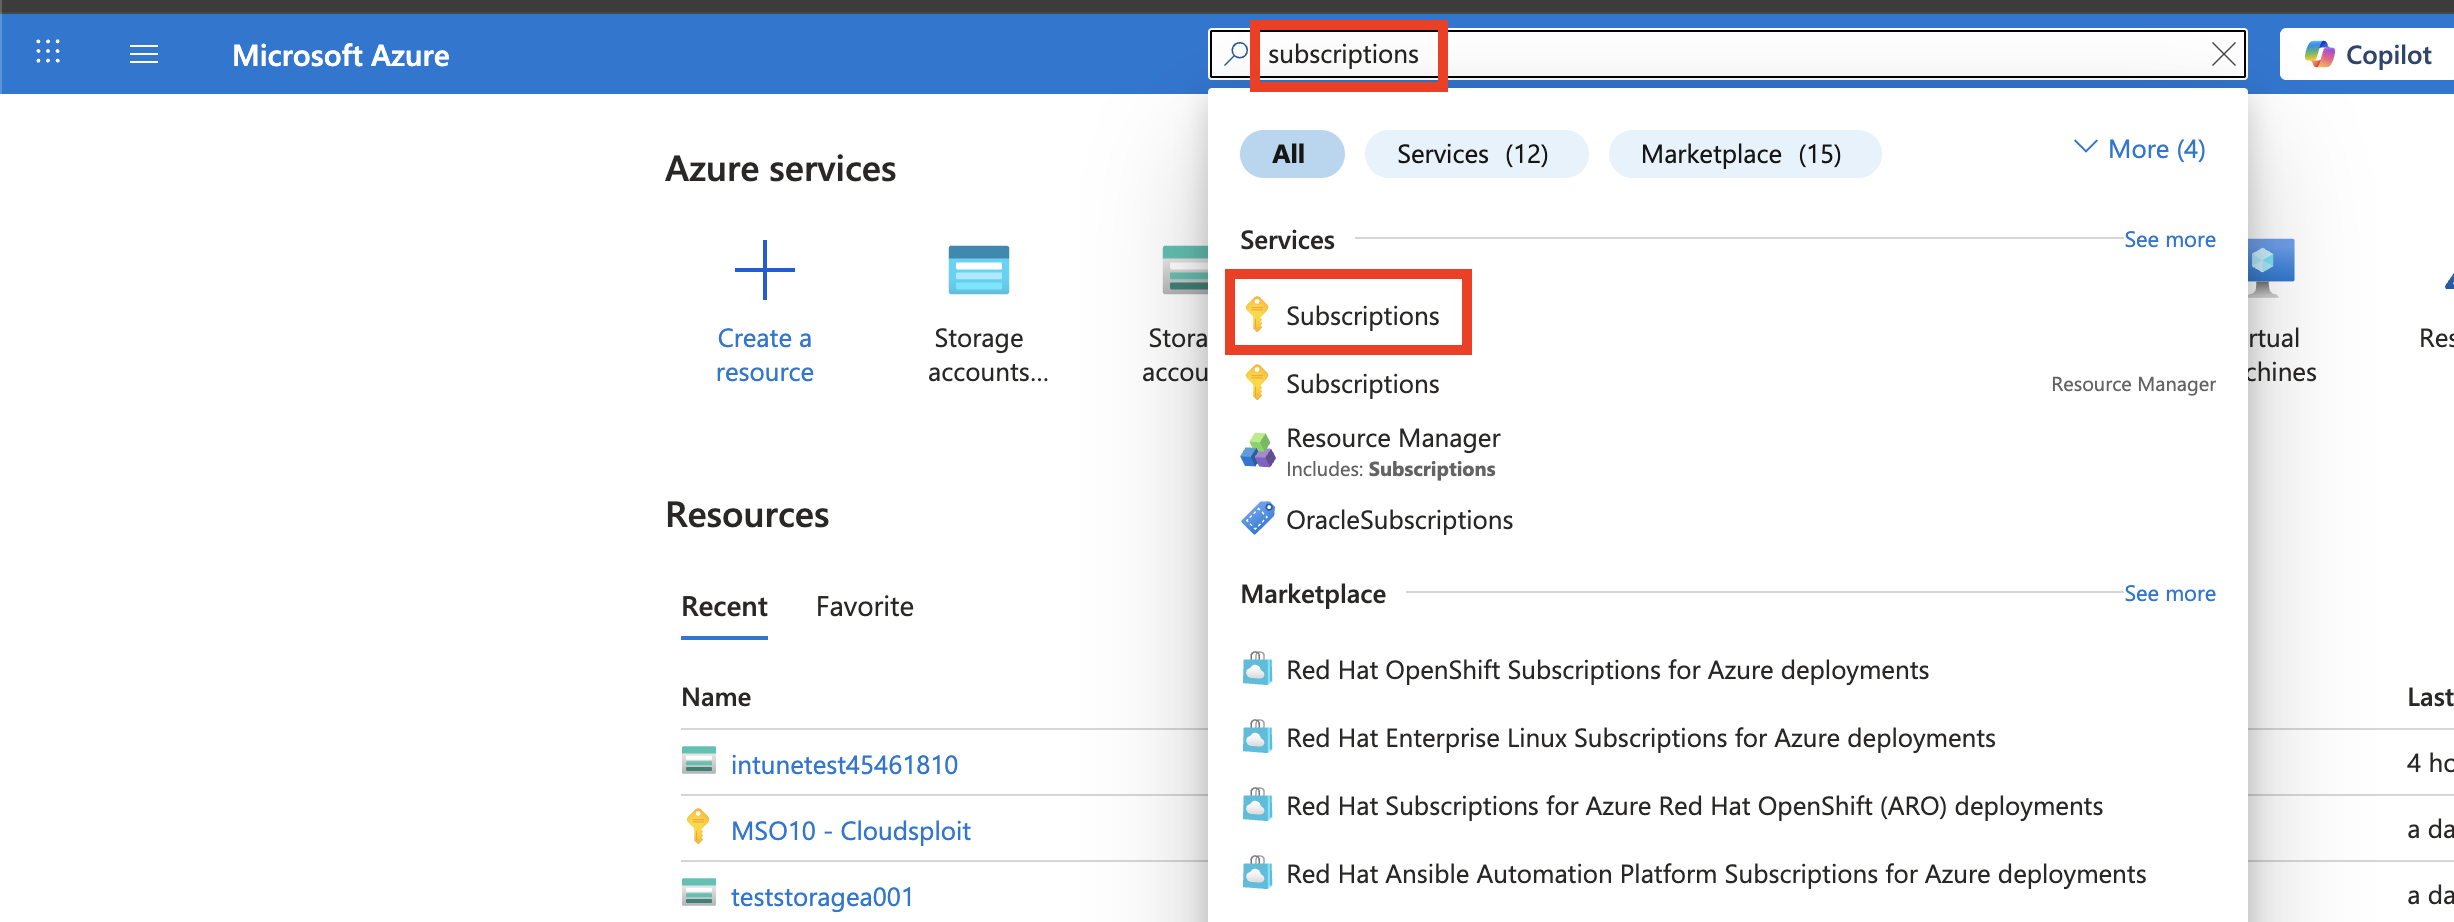 Microsoft Azure
subscriptions
Copilot
All
Services (12)
Marketplace (15)
More (4)
Azure services
Create a
resource
Storage
accounts...
Stora
accou
Services
See more
Subscriptions
Subscriptions
Resource Manager
Resource Manager
Includes: Subscriptions
OracleSubscriptions
rtual
chines
Res
Marketplace
See more
Red Hat OpenShift Subscriptions for Azure deployments
Red Hat Enterprise Linux Subscriptions for Azure deployments
Red Hat Subscriptions for Azure Red Hat OpenShift (ARO) deployments
Red Hat Ansible Automation Platform Subscriptions for Azure deployments
Resources
Recent
Favorite
Name
Last
intunetest45461810
4 ho
MSO10 - Cloudsploit
a da
teststoragea001
a da